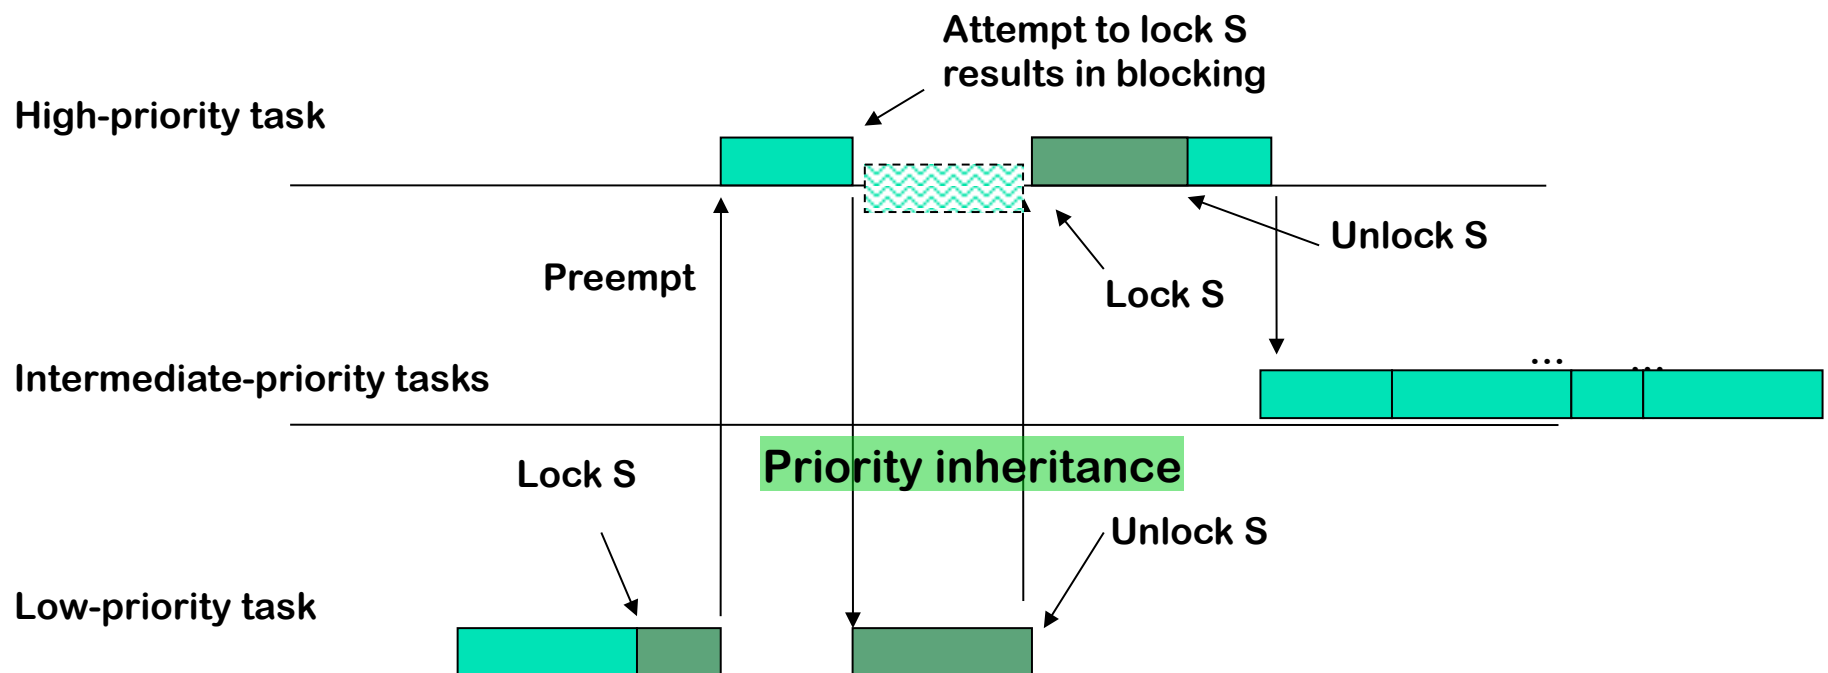 Attempt to lock S
results in blocking
High-priority task
Unlock S
Preempt
Lock S
...
...
Intermediate-priority tasks
Priority inheritance
Lock S
Unlock S
Low-priority task